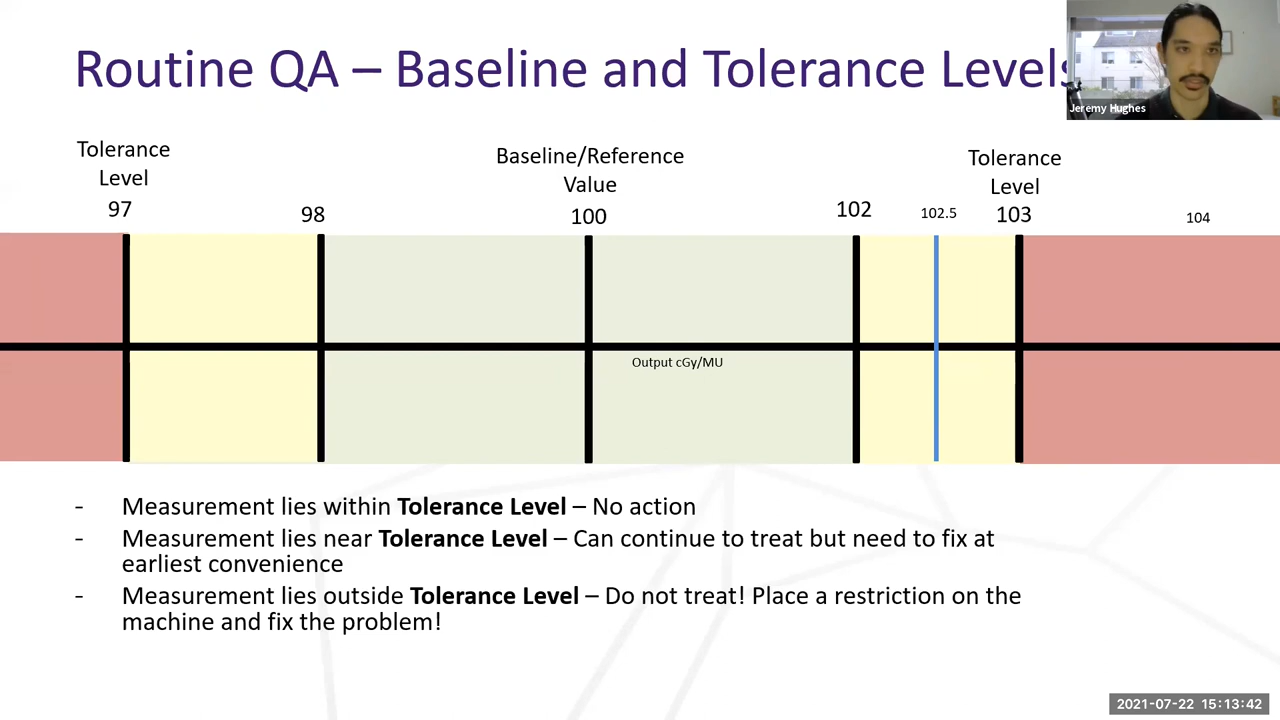 Routine QA – Baseline and Tolerance Levels
Jeremy Hughes
Tolerance
Level
97
98
Baseline/Reference
Value
100
102
102.5
Tolerance
Level
103
104
Output cGy/MU
- Measurement lies within Tolerance Level – No action
- Measurement lies near Tolerance Level – Can continue to treat but need to fix at
earliest convenience
- Measurement lies outside Tolerance Level – Do not treat! Place a restriction on the
machine and fix the problem!
2021-07-22 15:13:42